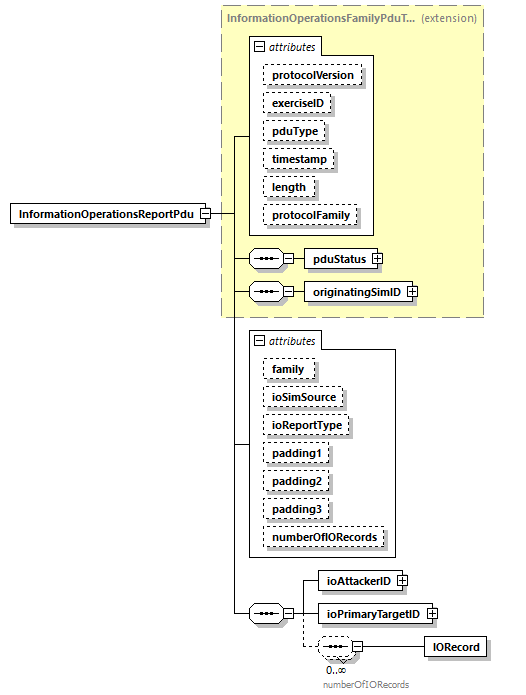 InformationOperationsFamilyPduT... (extension)
attributes
protocolVersion
exerciseID
pduType
timestamp
length
protocolFamily
InformationOperationsReportPdu
pduStatus
originatingSimID
attributes
family
ioSimSource
ioReportType
padding1
padding2
padding3
numberOfIORecords
ioAttackerID
ioPrimaryTargetID
IORecord
0..∞
numberOfIORecords